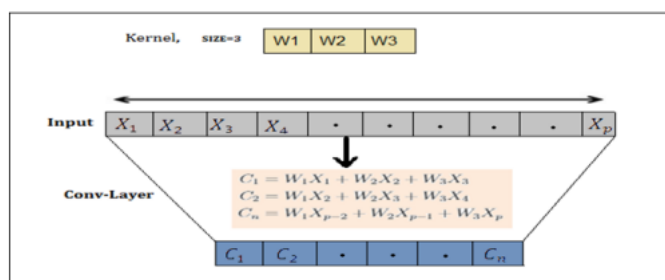 Kernel, SIZE=3 W1 W2 W3
Input X₁ X₂ X₃ X₄ . . . . . Xₚ
C₁ = W₁X₁ + W₂X₂ + W₃X₃
C₂ = W₁X₂ + W₂X₃ + W₃X₄
Conv-Layer
Cₙ = W₁Xₚ₋₂ + W₂Xₚ₋₁ + W₃Xₚ
C₁ C₂ . . . Cₙ